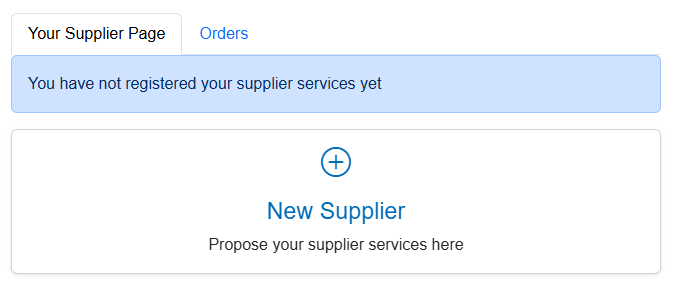 Your Supplier Page
Orders
You have not registered your supplier services yet
New Supplier
Propose your supplier services here